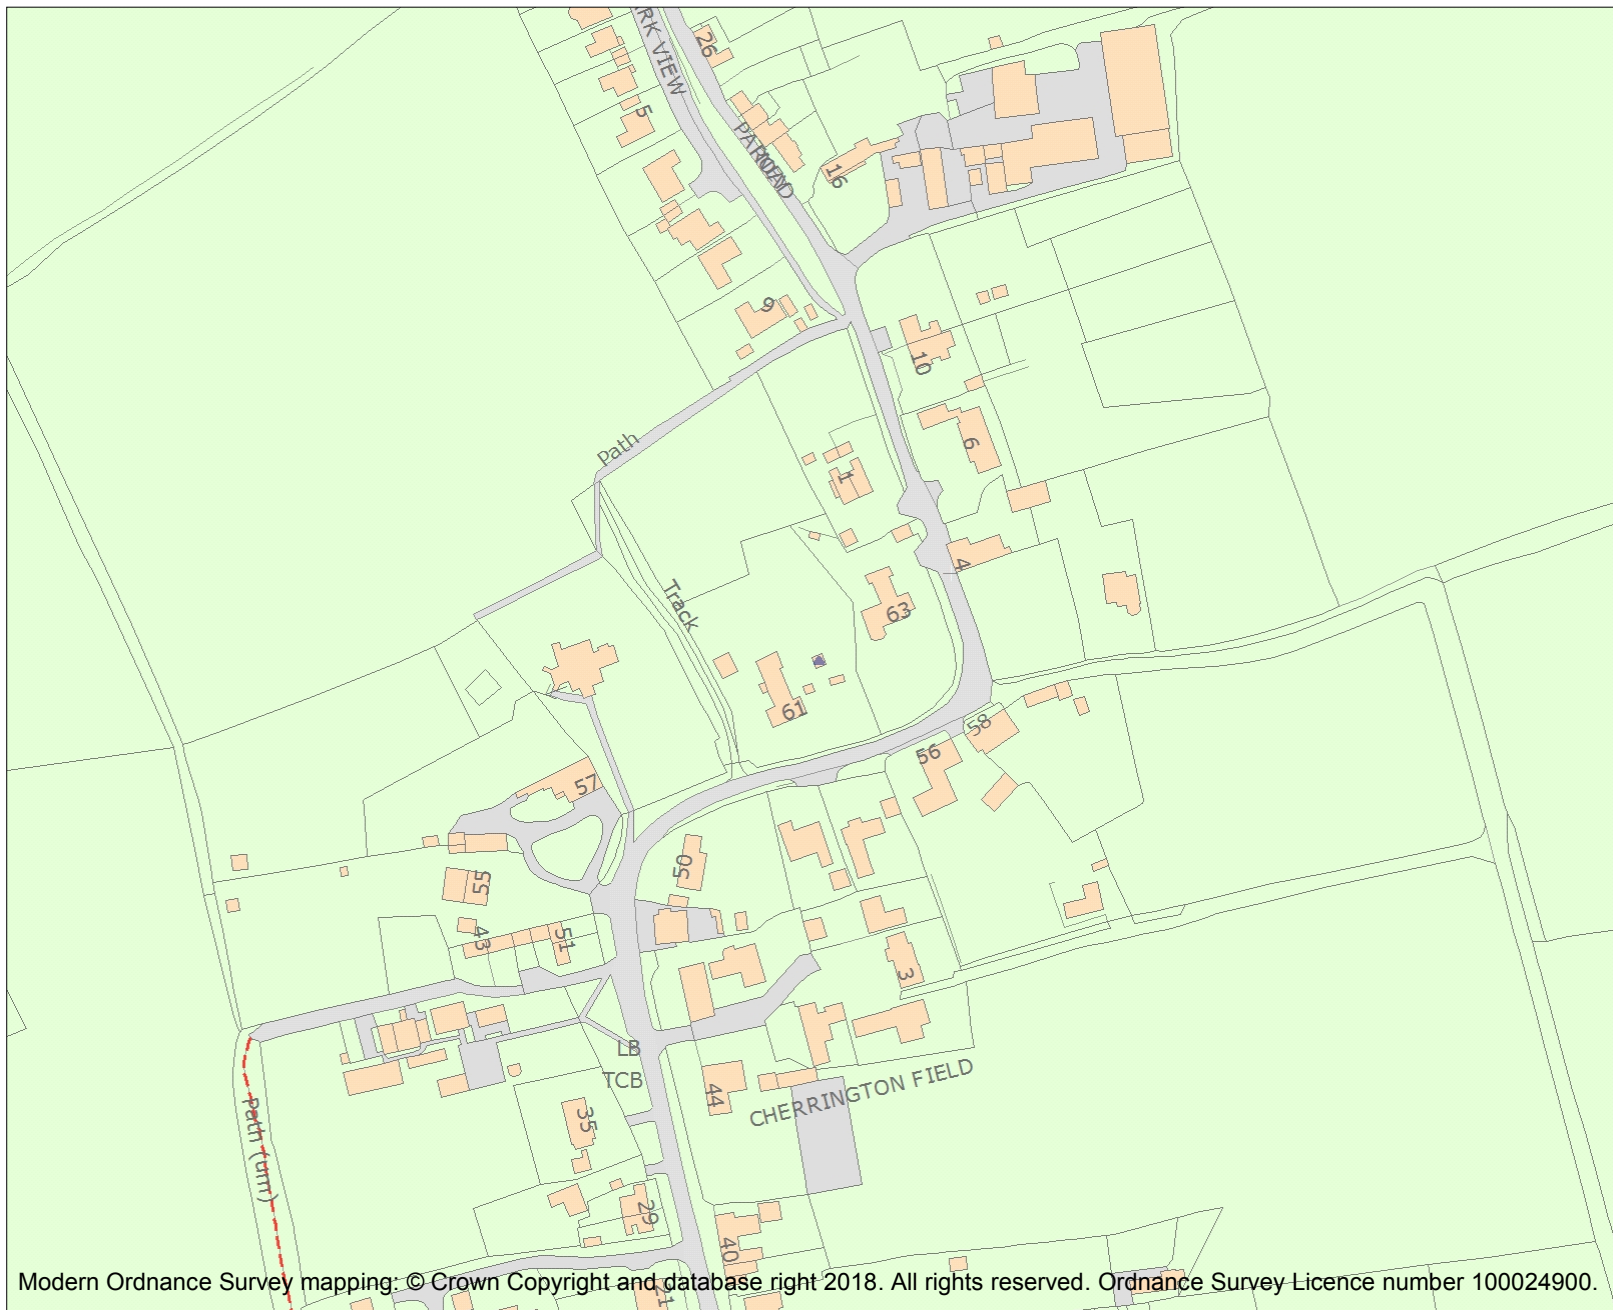 PARK VIEW
26
5
16
9
10
Path
6
1
4
Track
63
61
58
56
57
50
55
43
51
3
LB
TCB
44
CHERRINGTON FIELD
35
Path (um)
29
40
21
Modern Ordnance Survey mapping: © Crown Copyright and database right 2018. All rights reserved. Ordnance Survey Licence number 100024900.